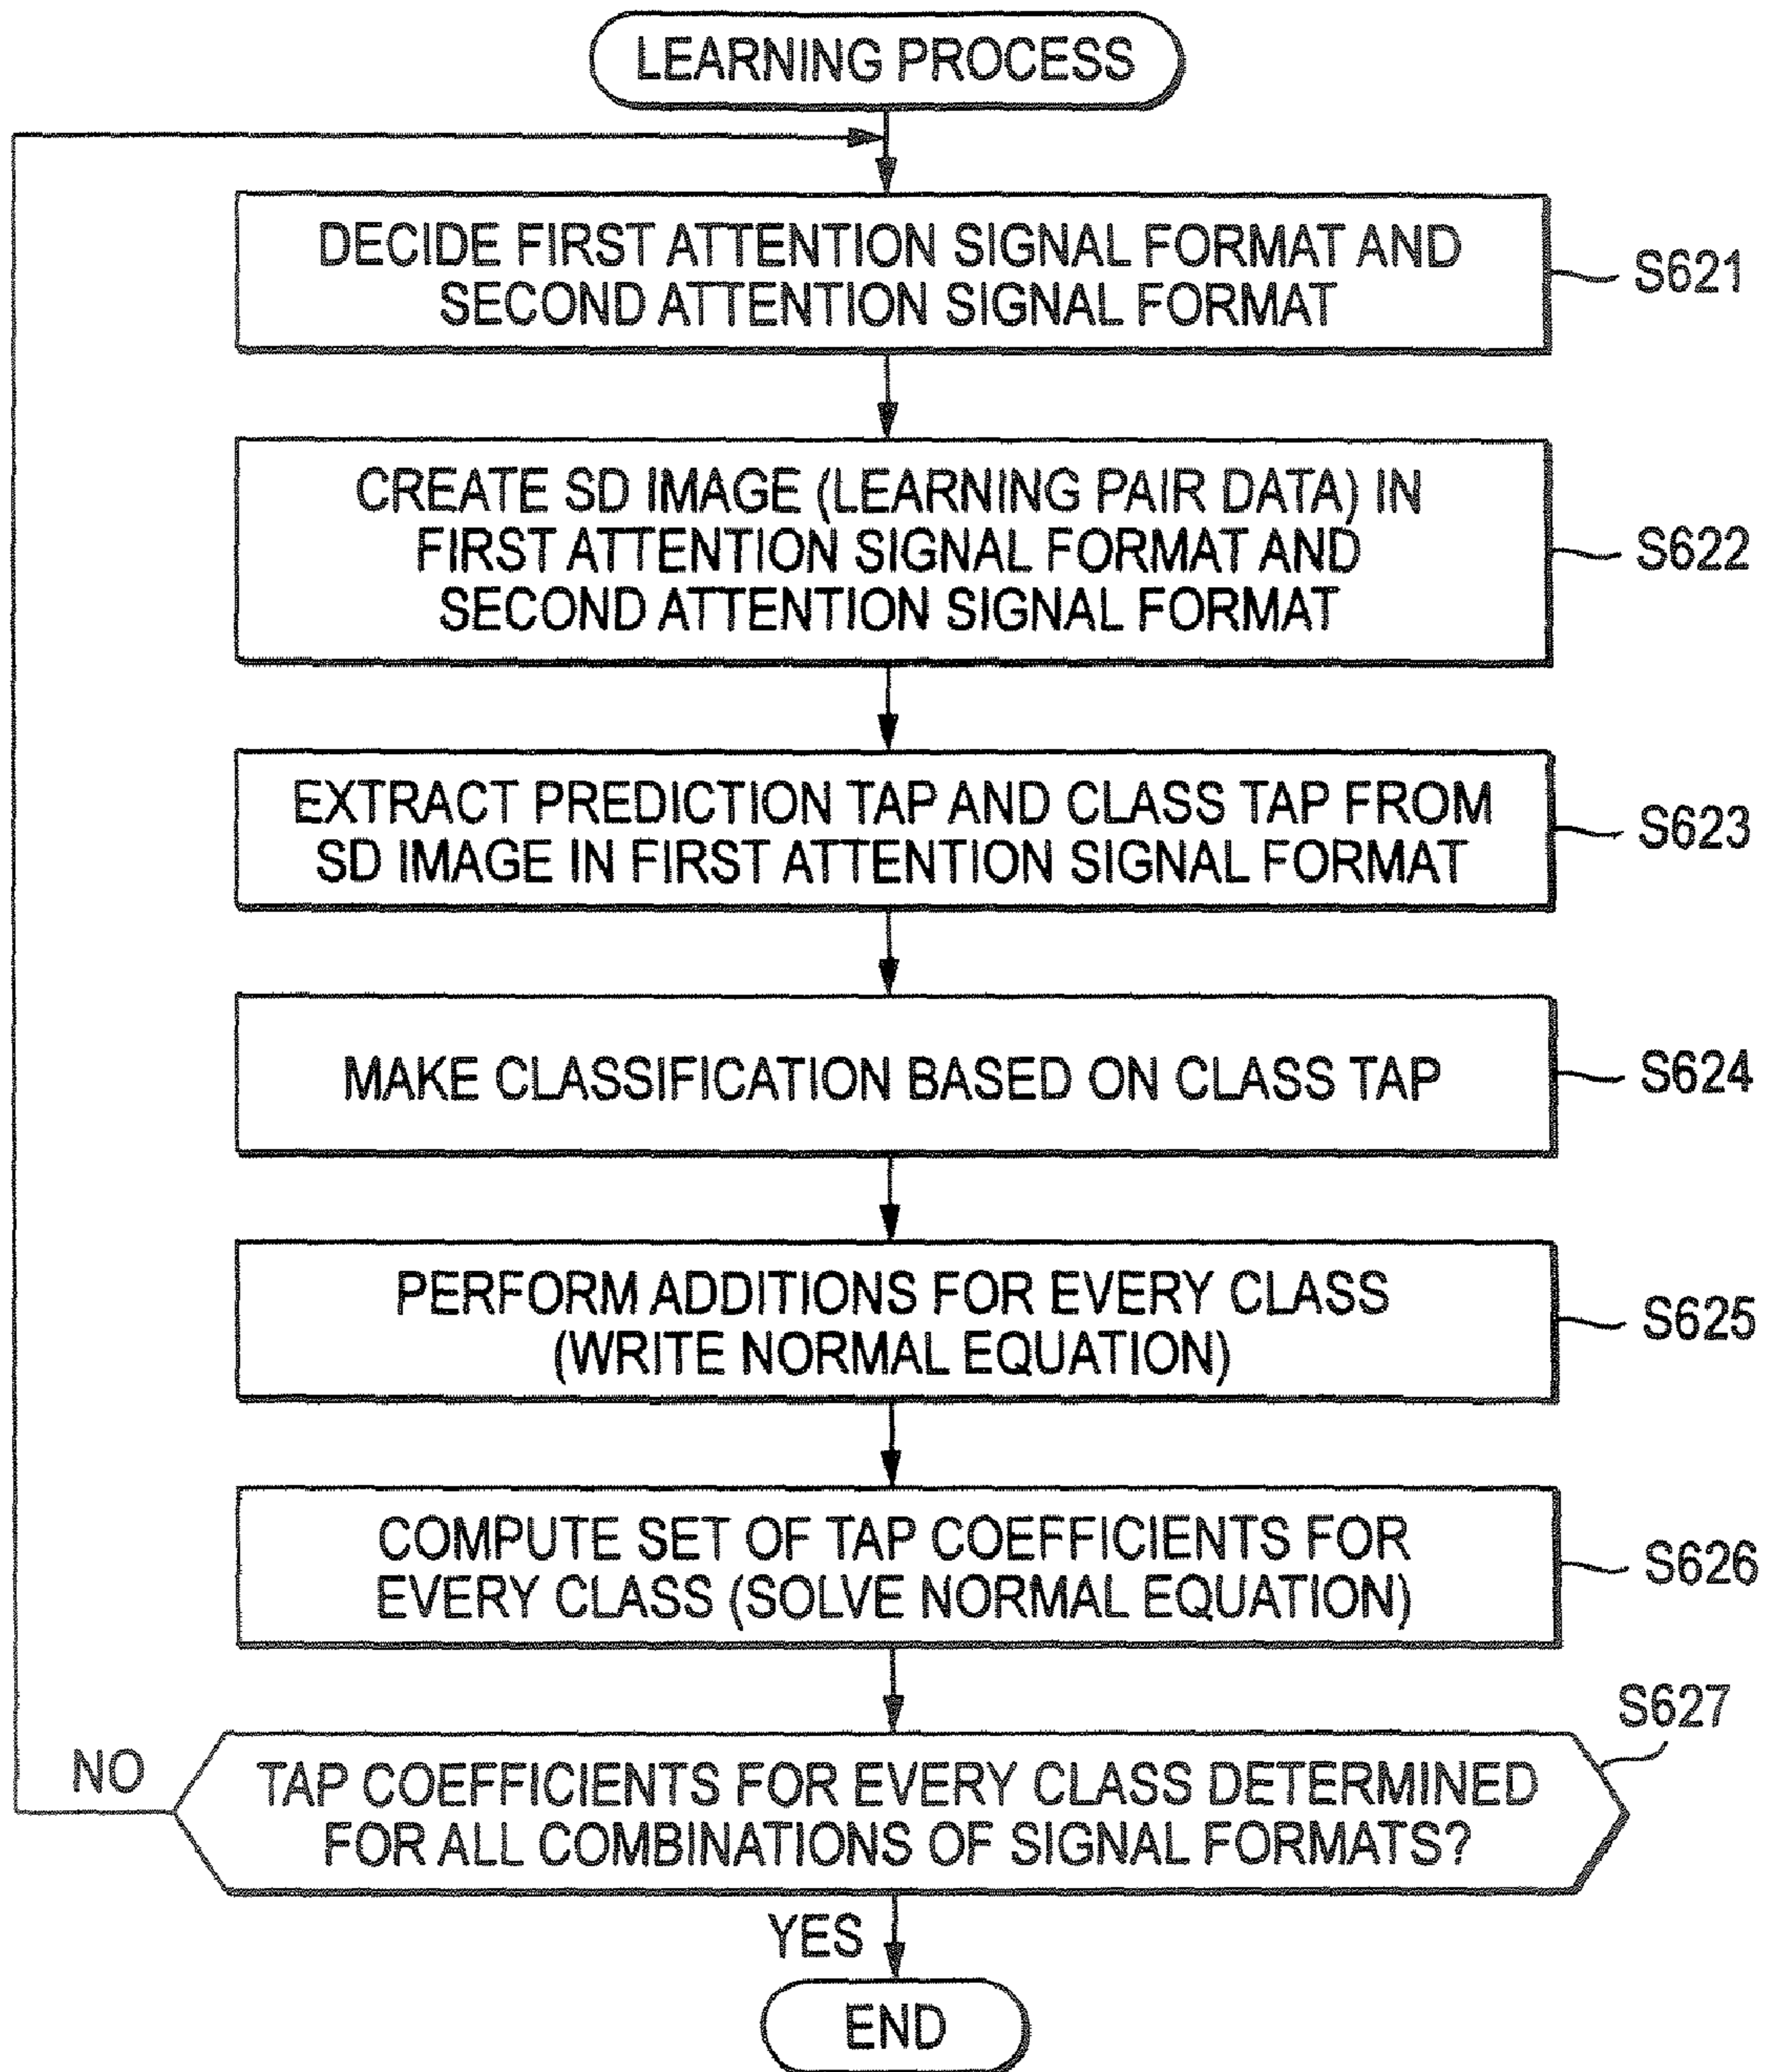 LEARNING PROCESS
DECIDE FIRST ATTENTION SIGNAL FORMAT AND
SECOND ATTENTION SIGNAL FORMAT
S621
CREATE SD IMAGE (LEARNING PAIR DATA) IN
FIRST ATTENTION SIGNAL FORMAT AND
SECOND ATTENTION SIGNAL FORMAT
S622
EXTRACT PREDICTION TAP AND CLASS TAP FROM
SD IMAGE IN FIRST ATTENTION SIGNAL FORMAT
S623
MAKE CLASSIFICATION BASED ON CLASS TAP
S624
PERFORM ADDITIONS FOR EVERY CLASS
(WRITE NORMAL EQUATION)
S625
COMPUTE SET OF TAP COEFFICIENTS FOR
EVERY CLASS (SOLVE NORMAL EQUATION)
S626
S627
NO
TAP COEFFICIENTS FOR EVERY CLASS DETERMINED
FOR ALL COMBINATIONS OF SIGNAL FORMATS?
YES
END